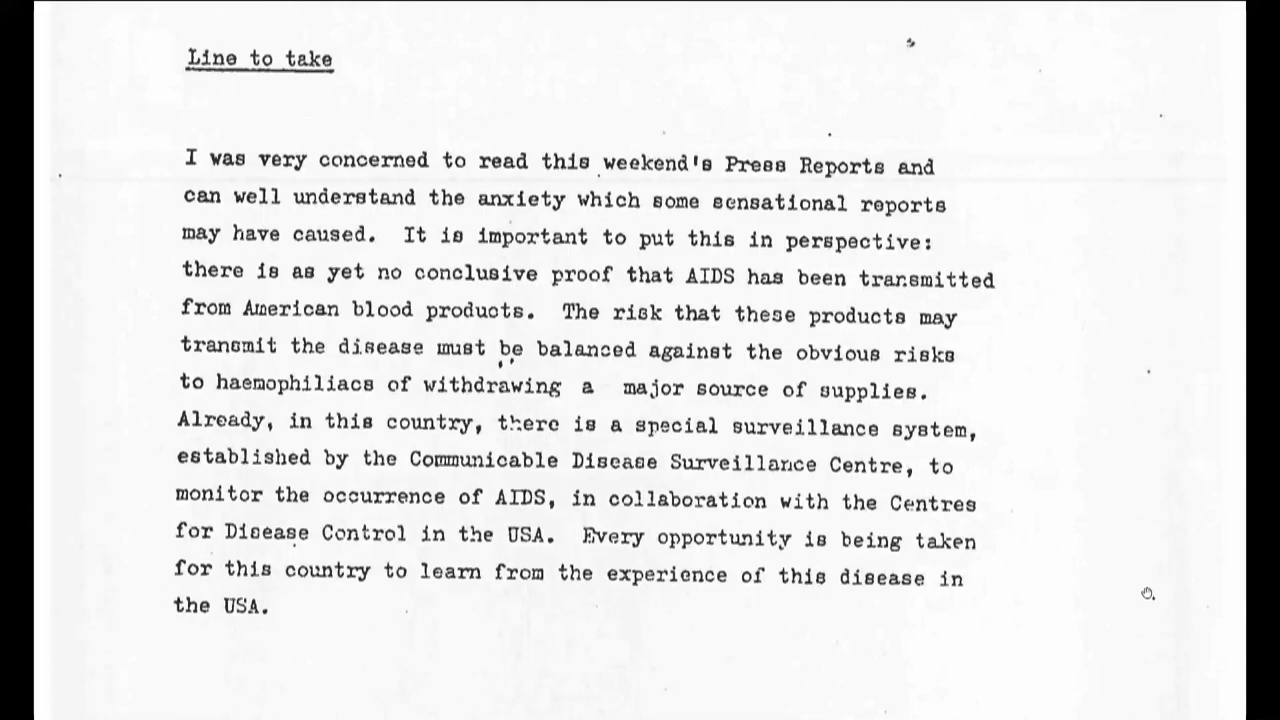 Line to take
I was very concerned to read this weekend's Press Reports and
can well understand the anxiety which some sensational reports
may have caused. It is important to put this in perspective:
there is as yet no conclusive proof that AIDS has been transmitted
from American blood products. The risk that these products may
transmit the disease must be balanced against the obvious risks
to haemophiliacs of withdrawing a major source of supplies.
Already, in this country, there is a special surveillance system,
established by the Communicable Disease Surveillance Centre, to
monitor the occurrence of AIDS, in collaboration with the Centres
for Disease Control in the USA. Every opportunity is being taken
for this country to learn from the experience of this disease in
the USA.